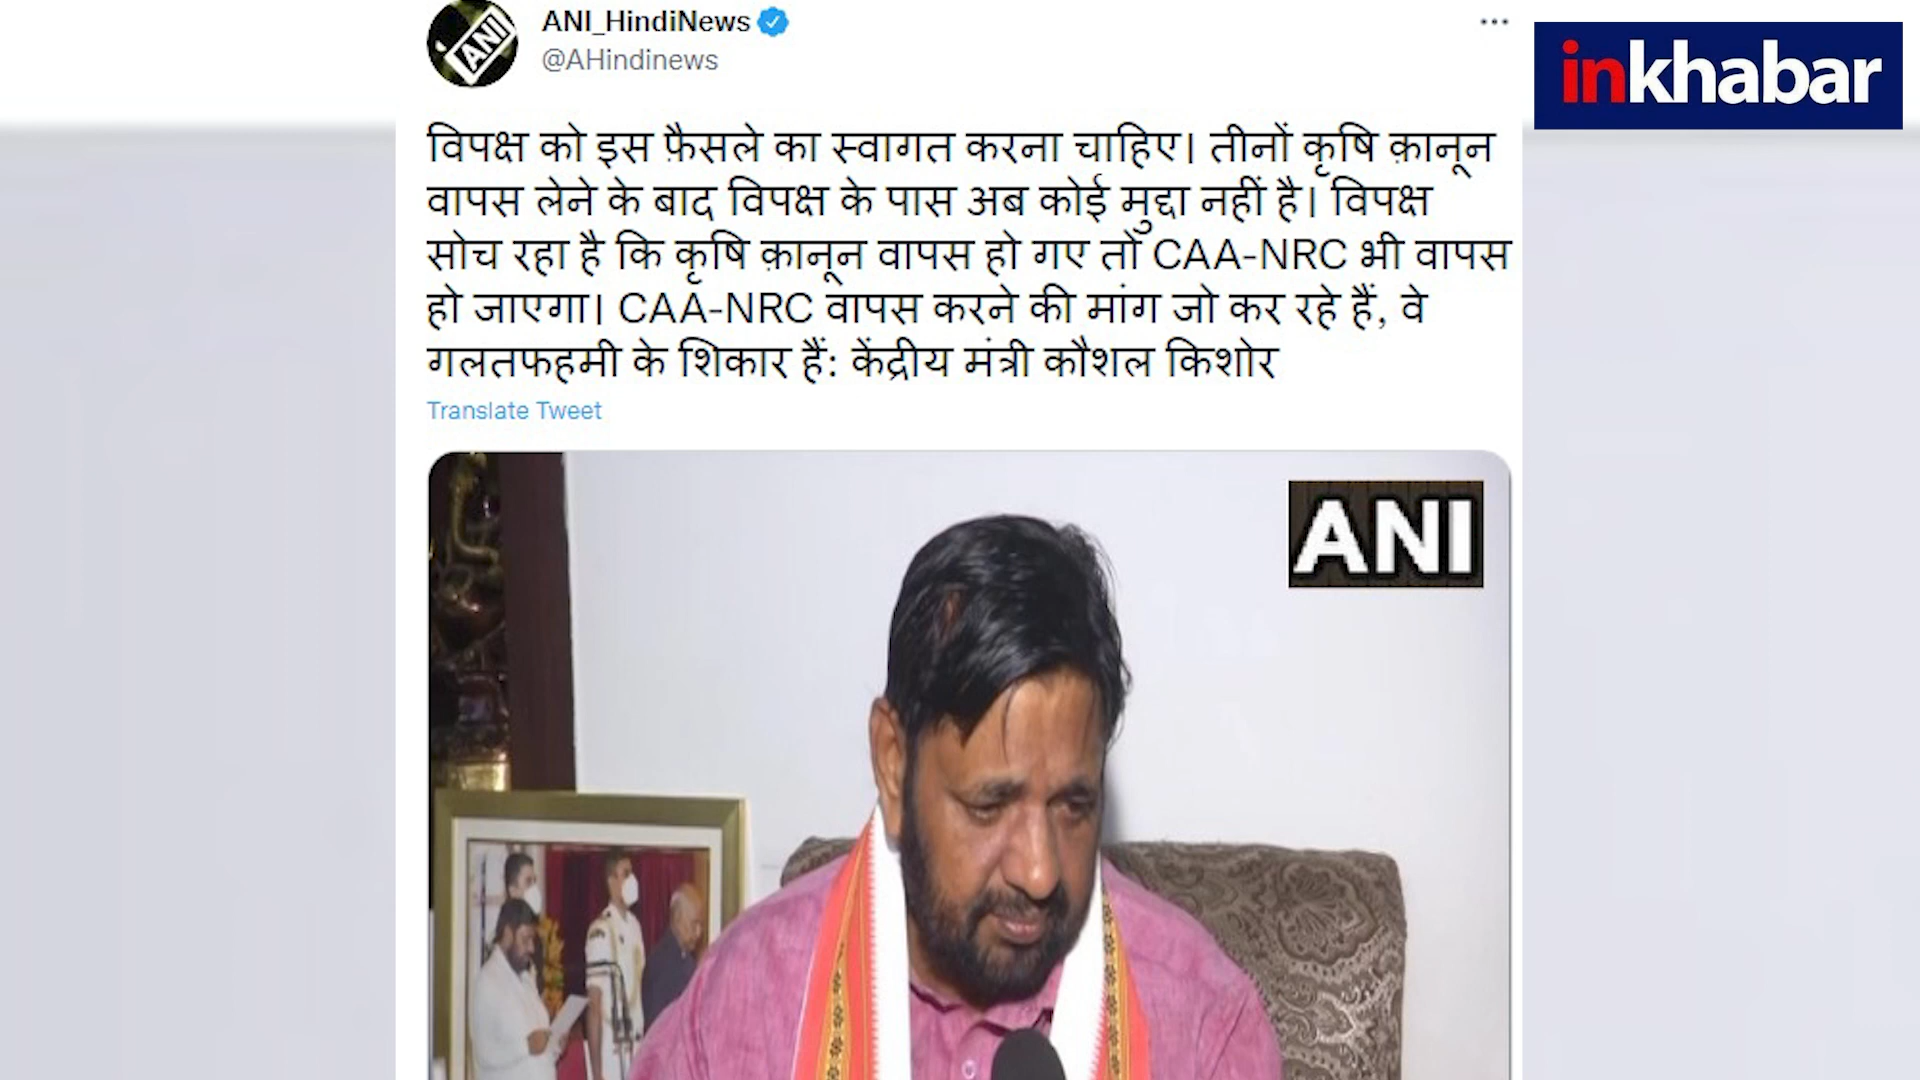 ANI
ANI_HindiNews
@AHindinews
inkhabar
विपक्ष को इस फ़ैसले का स्वागत करना चाहिए। तीनों कृषि क़ानून
वापस लेने के बाद विपक्ष के पास अब कोई मुद्दा नहीं है। विपक्ष
सोच रहा है कि कृषि क़ानून वापस हो गए तो CAA-NRC भी वापस
हो जाएगा। CAA-NRC वापस करने की मांग जो कर रहे हैं, वे
गलतफहमी के शिकार हैं: केंद्रीय मंत्री कौशल किशोर
Translate Tweet
ANI